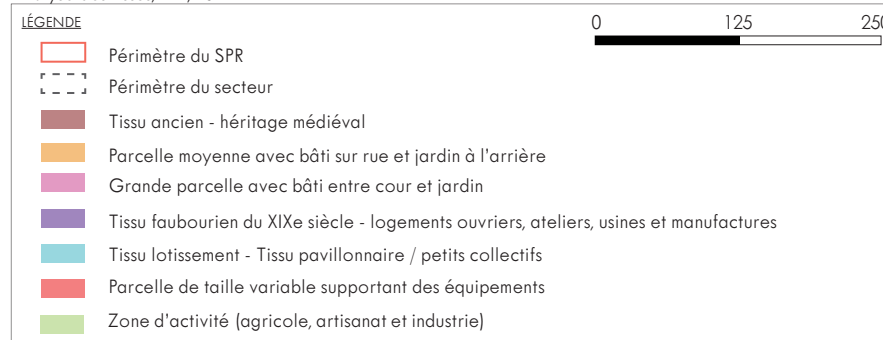 LÉGENDE
0 125 250
Périmètre du SPR
Périmètre du secteur
Tissu ancien - héritage médiéval
Parcelle moyenne avec bâti sur rue et jardin à l'arrière
Grande parcelle avec bâti entre cour et jardin
Tissu faubourien du XIXe siècle - logements ouvriers, ateliers, usines et manufactures
Tissu lotissement - Tissu pavillonnaire / petits collectifs
Parcelle de taille variable supportant des équipements
Zone d'activité (agricole, artisanat et industrie)